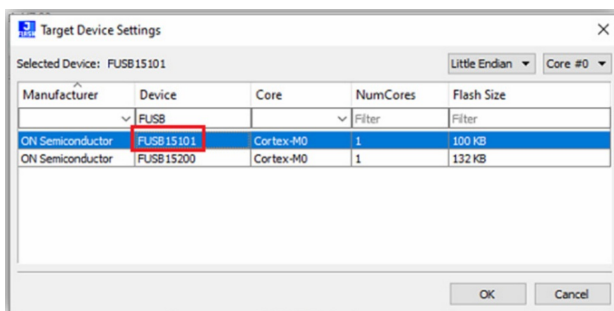 FLASH
Target Device Settings
Selected Device: FUSB15101 Little Endian Core #0
Manufacturer Device Core NumCores Flash Size
FUSB Filter Filter
ON Semiconductor FUSB15101 Cortex-M0 1 100 KB
ON Semiconductor FUSB15200 Cortex-M0 1 132 KB
OK Cancel